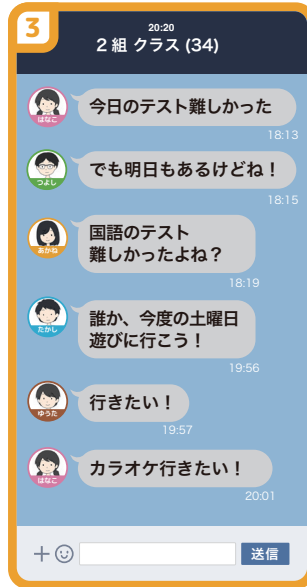 3
20:20
2組 クラス (34)
今日のテスト難しかった
はなこ
18:13
でも明日もあるけどね！
つよし
18:15
国語のテスト
難しかったよね？
あかね
18:19
誰か、今度の土曜日
遊びに行こう！
たかし
19:56
行きたい！
ゆうた
19:57
カラオケ行きたい！
はなこ
20:01
送信